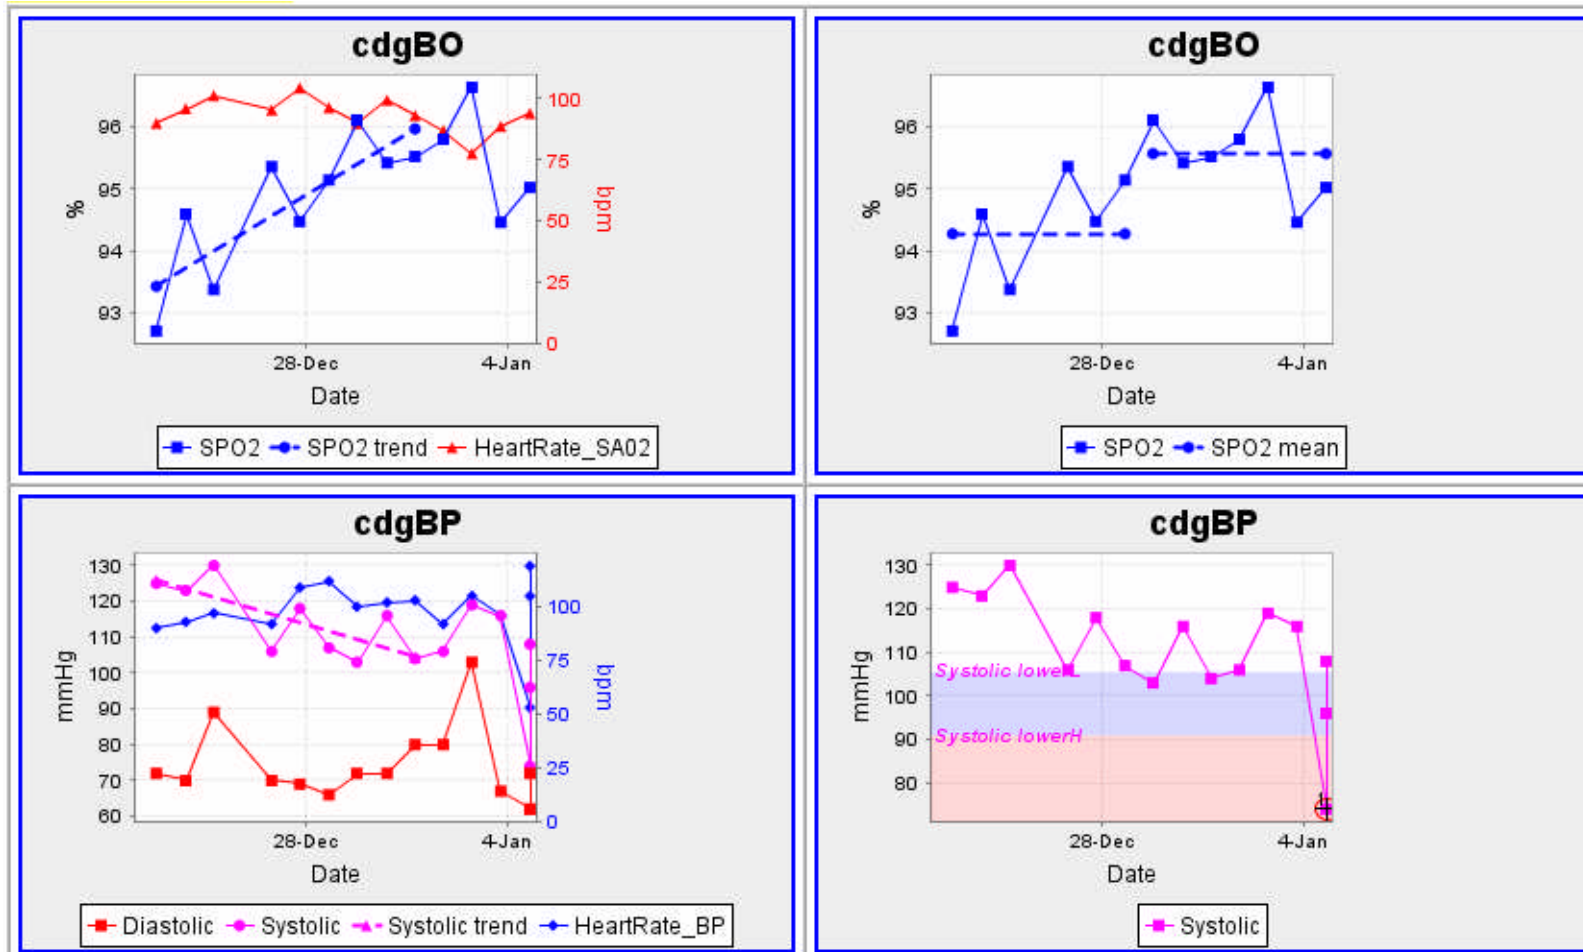 cdgBO
96
95
94
93
%
100
75
50
25
0
bpm
28-Dec
4-Jan
Date
SPO2 SPO2 trend HeartRate_SA02
cdgBO
96
95
94
93
%
28-Dec
4-Jan
Date
SPO2 SPO2 mean
cdgBP
130
120
110
100
90
80
70
60
mmHg
100
75
50
25
0
bpm
28-Dec
4-Jan
Date
Diastolic Systolic Systolic trend HeartRate_BP
cdgBP
130
120
110
100
90
80
mmHg
Systolic lowerL
Systolic lowerH
28-Dec
4-Jan
Date
Systolic